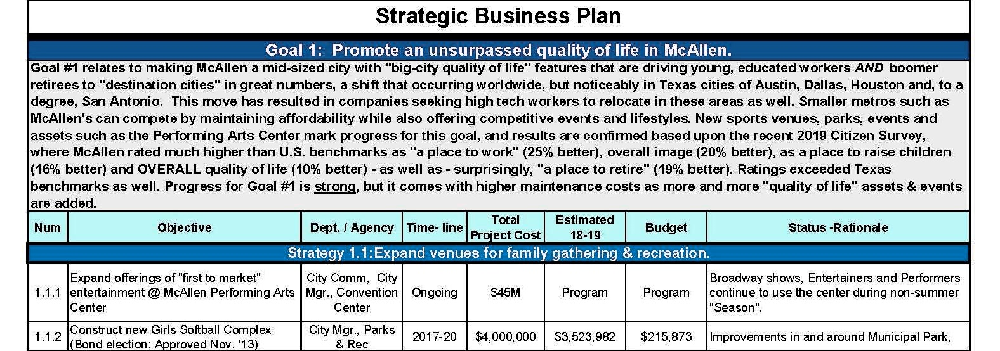 Strategic Business Plan
Goal 1:  Promote an unsurpassed quality of life in McAllen.
Goal #1 relates to making McAllen a mid-sized city with "big-city quality of life" features that are driving young, educated workers AND boomer
retirees to "destination cities" in great numbers, a shift that occurring worldwide, but noticeably in Texas cities of Austin, Dallas, Houston and, to a
degree, San Antonio.  This move has resulted in companies seeking high tech workers to relocate in these areas as well. Smaller metros such as
McAllen's can compete by maintaining affordability while also offering competitive events and lifestyles. New sports venues, parks, events and
assets such as the Performing Arts Center mark progress for this goal, and results are confirmed based upon the recent 2019 Citizen Survey,
where McAllen rated much higher than U.S. benchmarks as "a place to work" (25% better), overall image (20% better), as a place to raise children
(16% better) and OVERALL quality of life (10% better) - as well as - surprisingly, "a place to retire" (19% better). Ratings exceeded Texas
benchmarks as well. Progress for Goal #1 is strong, but it comes with higher maintenance costs as more and more "quality of life" assets & events
are added.
Num
Objective
Dept. / Agency
Time- line
Total
Project Cost
Estimated
18-19
Budget
Status -Rationale
Strategy 1.1:Expand venues for family gathering & recreation.
1.1.1
Expand offerings of "first to market"
entertainment @ McAllen Performing Arts
Center
City Comm,  City
Mgr., Convention
Center
Ongoing
$45M
Program
Program
Broadway shows, Entertainers and Performers
continue to use the center during non-summer
"Season".
1.1.2
Construct new Girls Softball Complex
(Bond election; Approved Nov. '13)
City Mgr., Parks
& Rec
2017-20
$4,000,000
$3,523,982
$215,873
Improvements in and around Municipal Park,